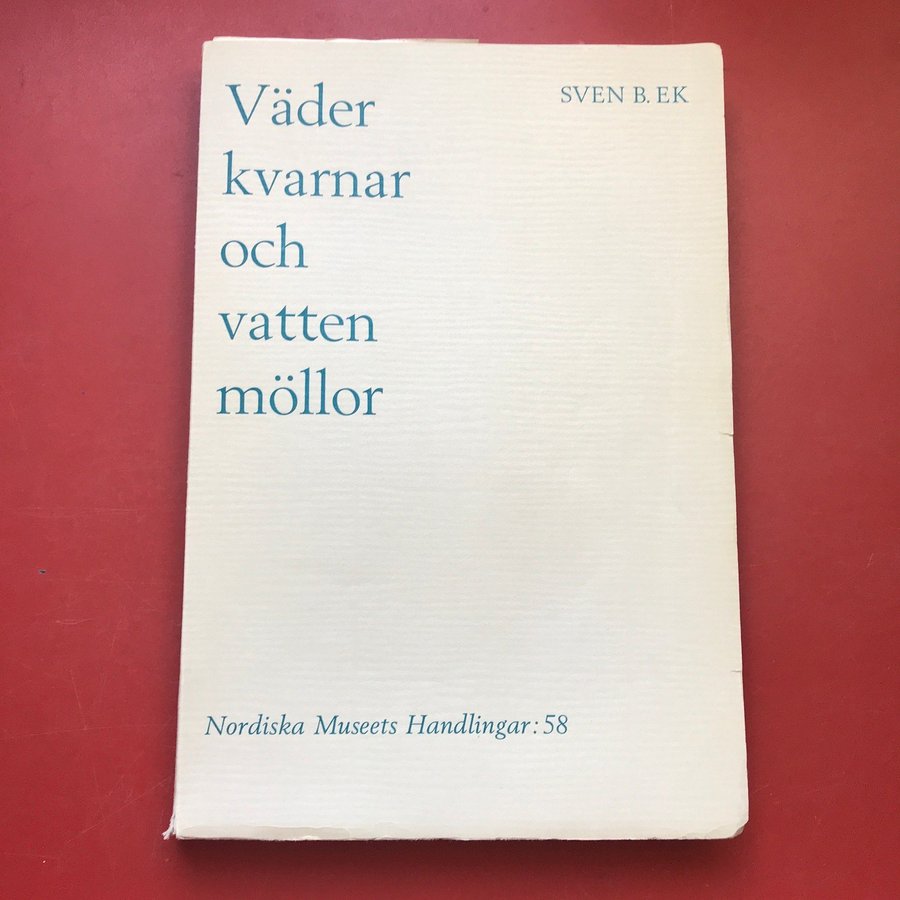 Väder
SVEN B. EK
kvarnar
och
vatten
möllor
Nordiska Museets Handlingar: 58